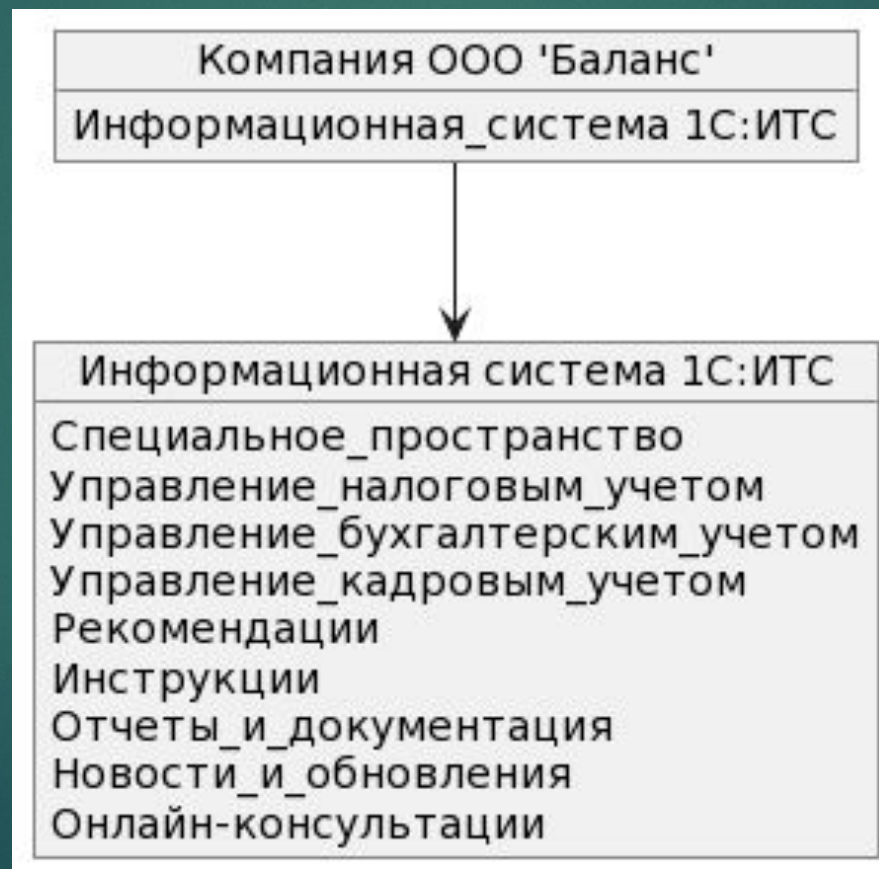 Компания ООО 'Баланс'
Информационная_система 1С:ИТС
Информационная система 1С:ИТС
Специальное_пространство
Управление_налоговым_учетом
Управление_бухгалтерским_учетом
Управление_кадровым_учетом
Рекомендации
Инструкции
Отчеты_и_документация
Новости_и_обновления
Онлайн-консультации